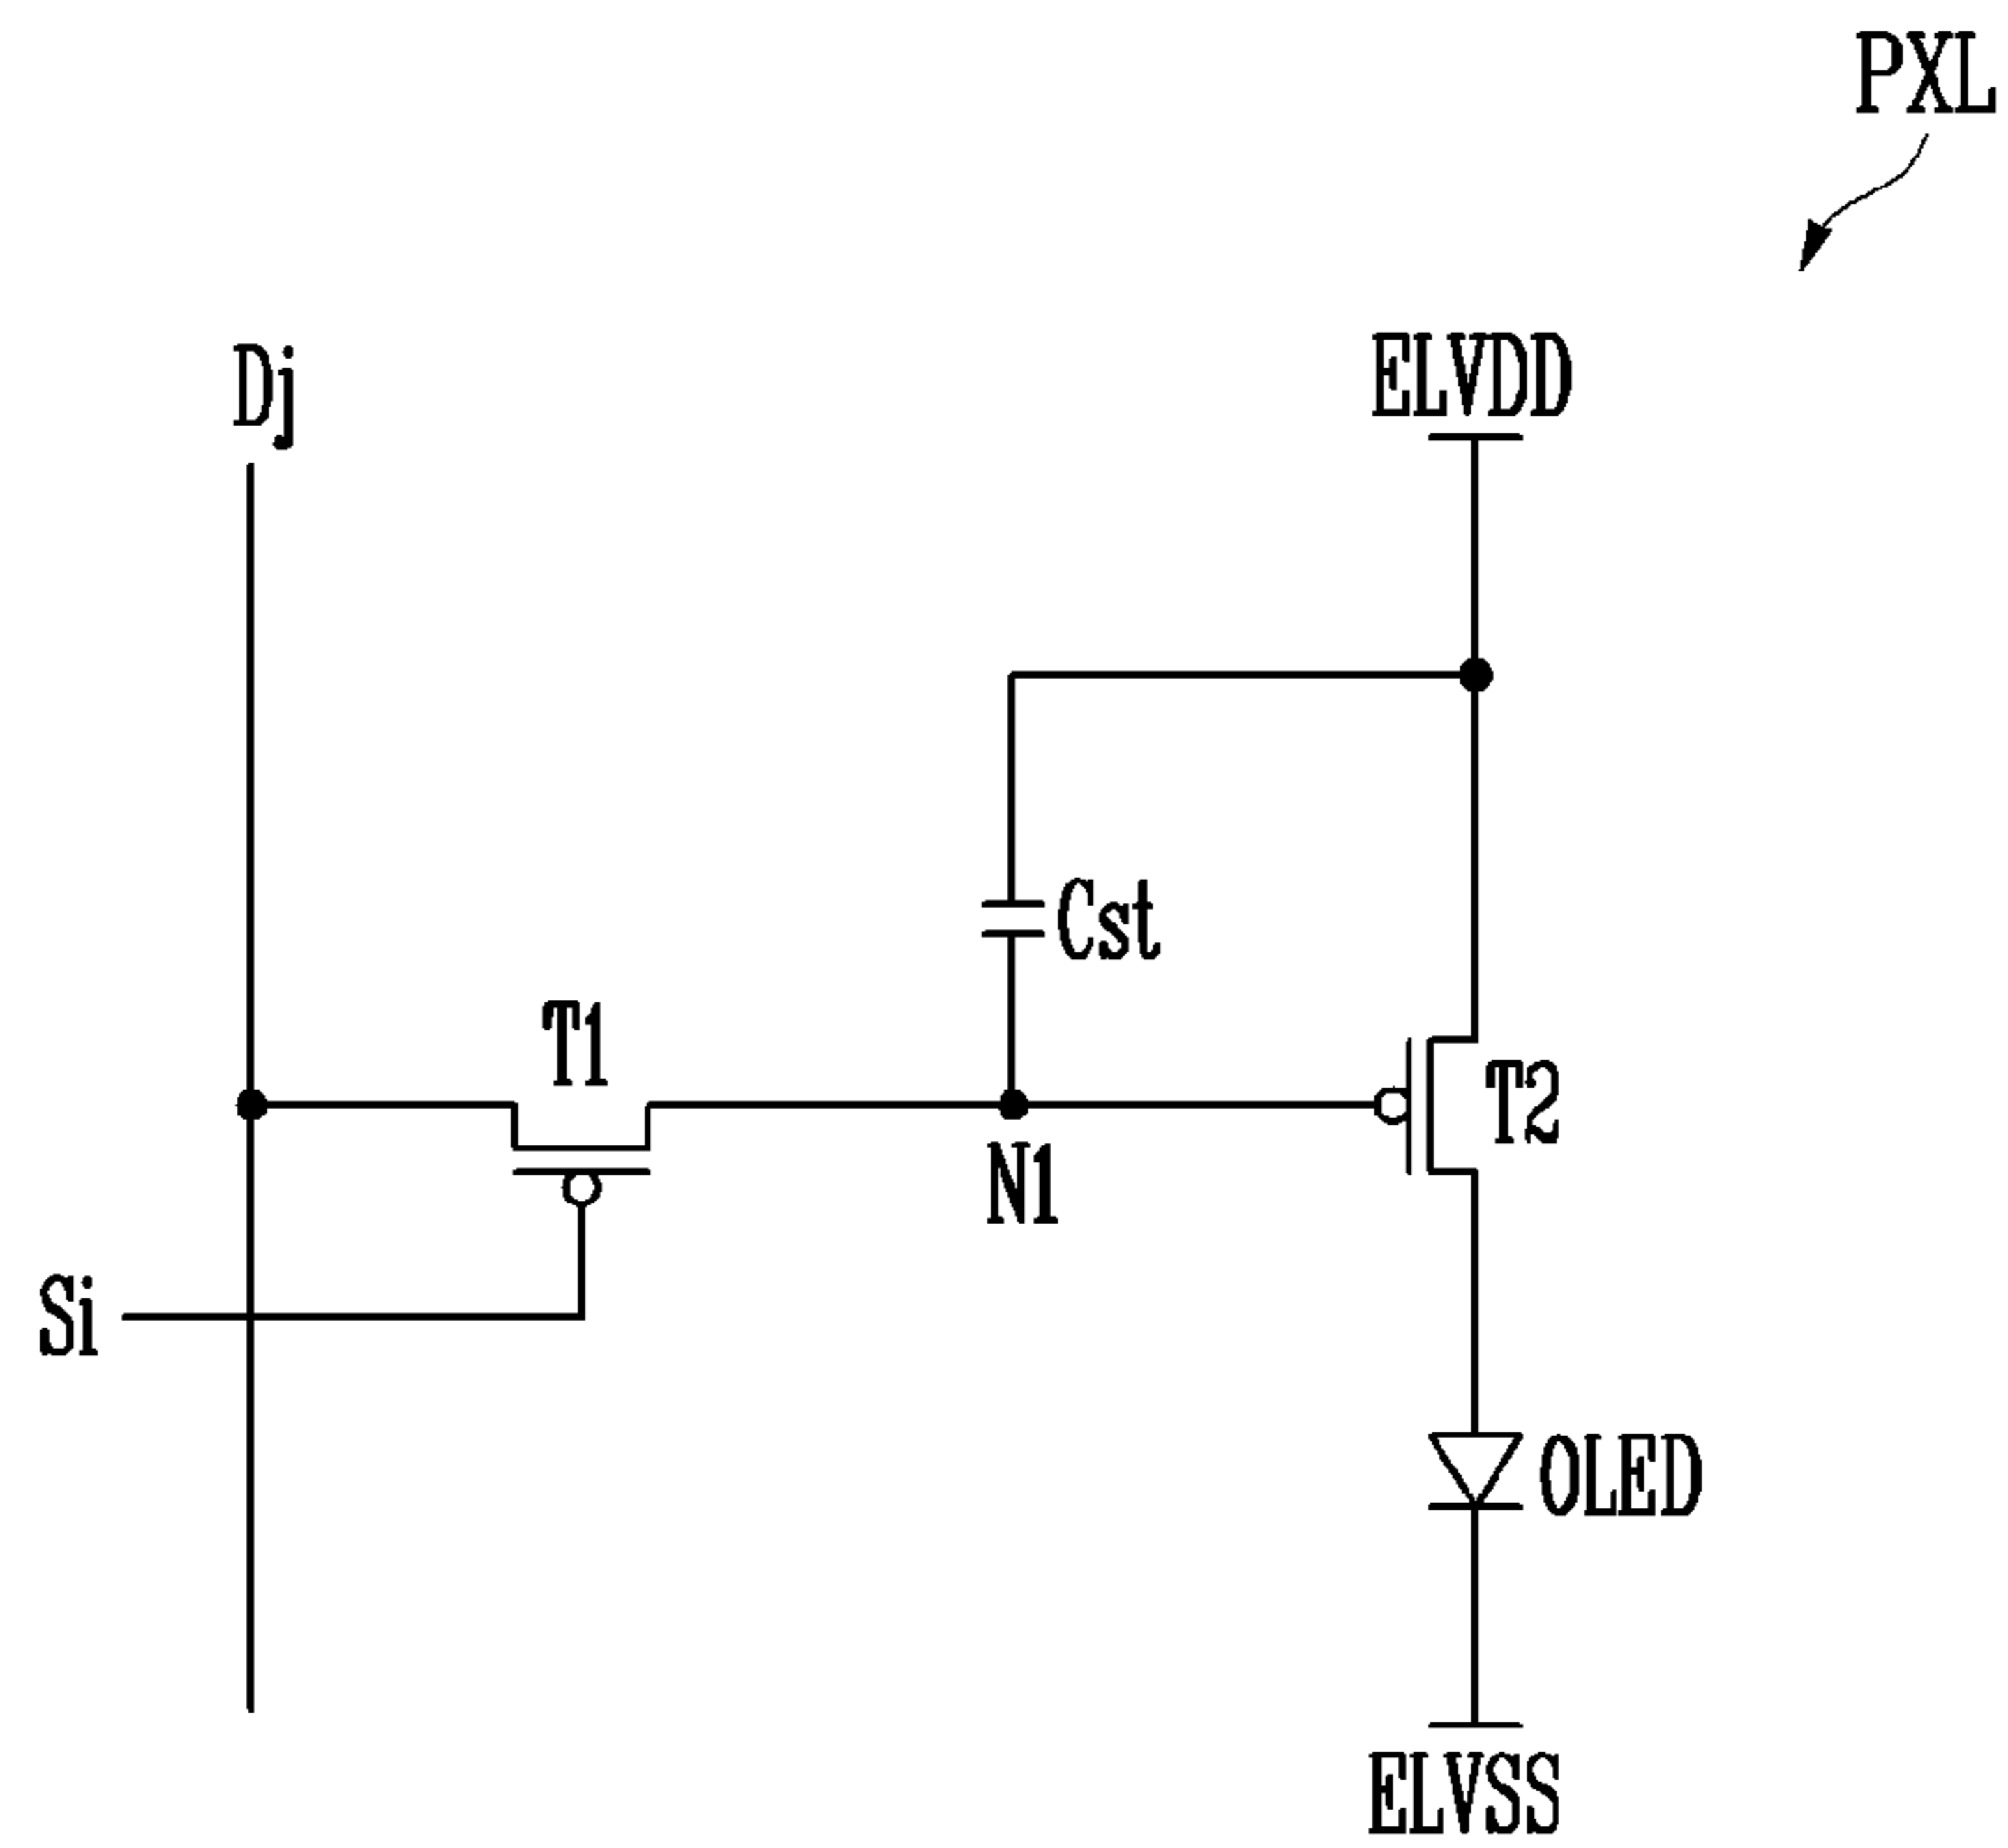 PXL
Dj
ELVDD
Cst
T1
T2
N1
Si
OLED
ELVSS